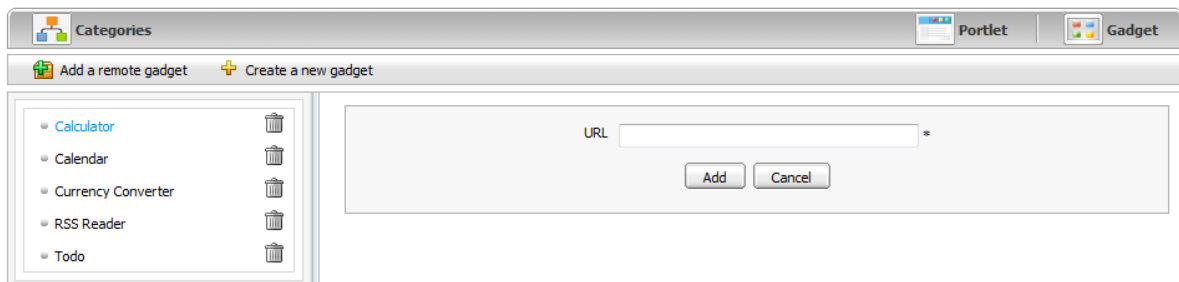 Categories Portlet Gadget
Add a remote gadget Create a new gadget
Calculator
Calendar
Currency Converter
RSS Reader
Todo
URL *
Add Cancel